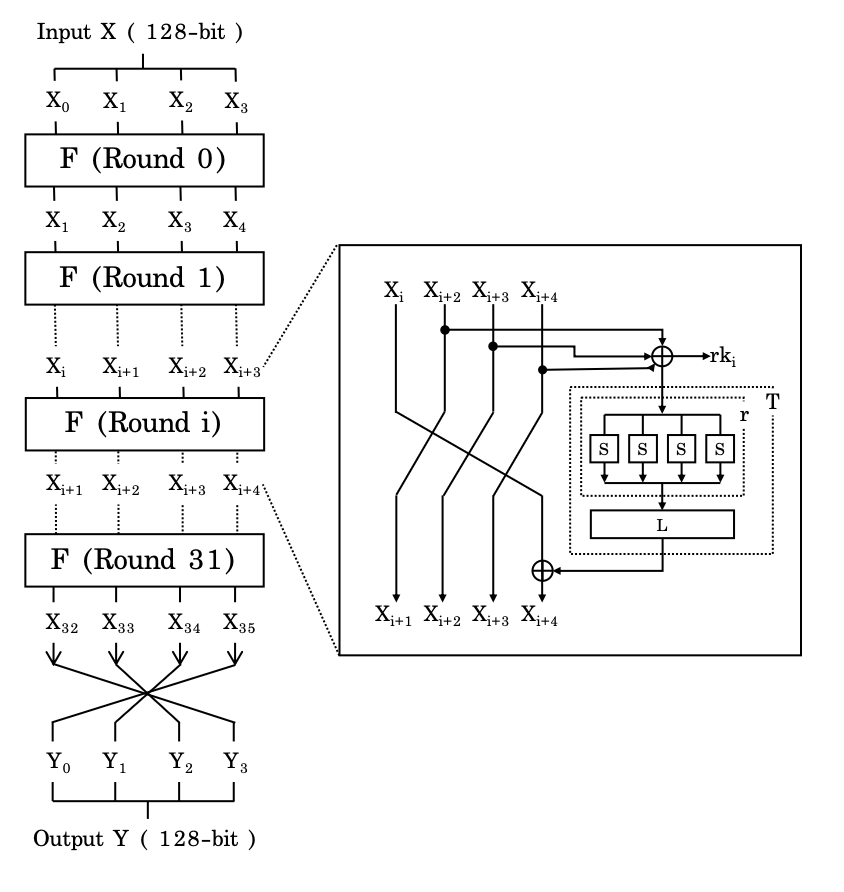 Input X ( 128-bit )
X₀ X₁ X₂ X₃
F (Round 0)
X₁ X₂ X₃ X₄
F (Round 1)
Xᵢ Xᵢ₊₁ Xᵢ₊₂ Xᵢ₊₃
F (Round i)
Xᵢ₊₁ Xᵢ₊₂ Xᵢ₊₃ Xᵢ₊₄
F (Round 31)
X₃₂ X₃₃ X₃₄ X₃₅
Y₀ Y₁ Y₂ Y₃
Output Y ( 128-bit )
Xᵢ Xᵢ₊₂ Xᵢ₊₃ Xᵢ₊₄
rkᵢ
T
r
S S S S
L
Xᵢ₊₁ Xᵢ₊₂ Xᵢ₊₃ Xᵢ₊₄